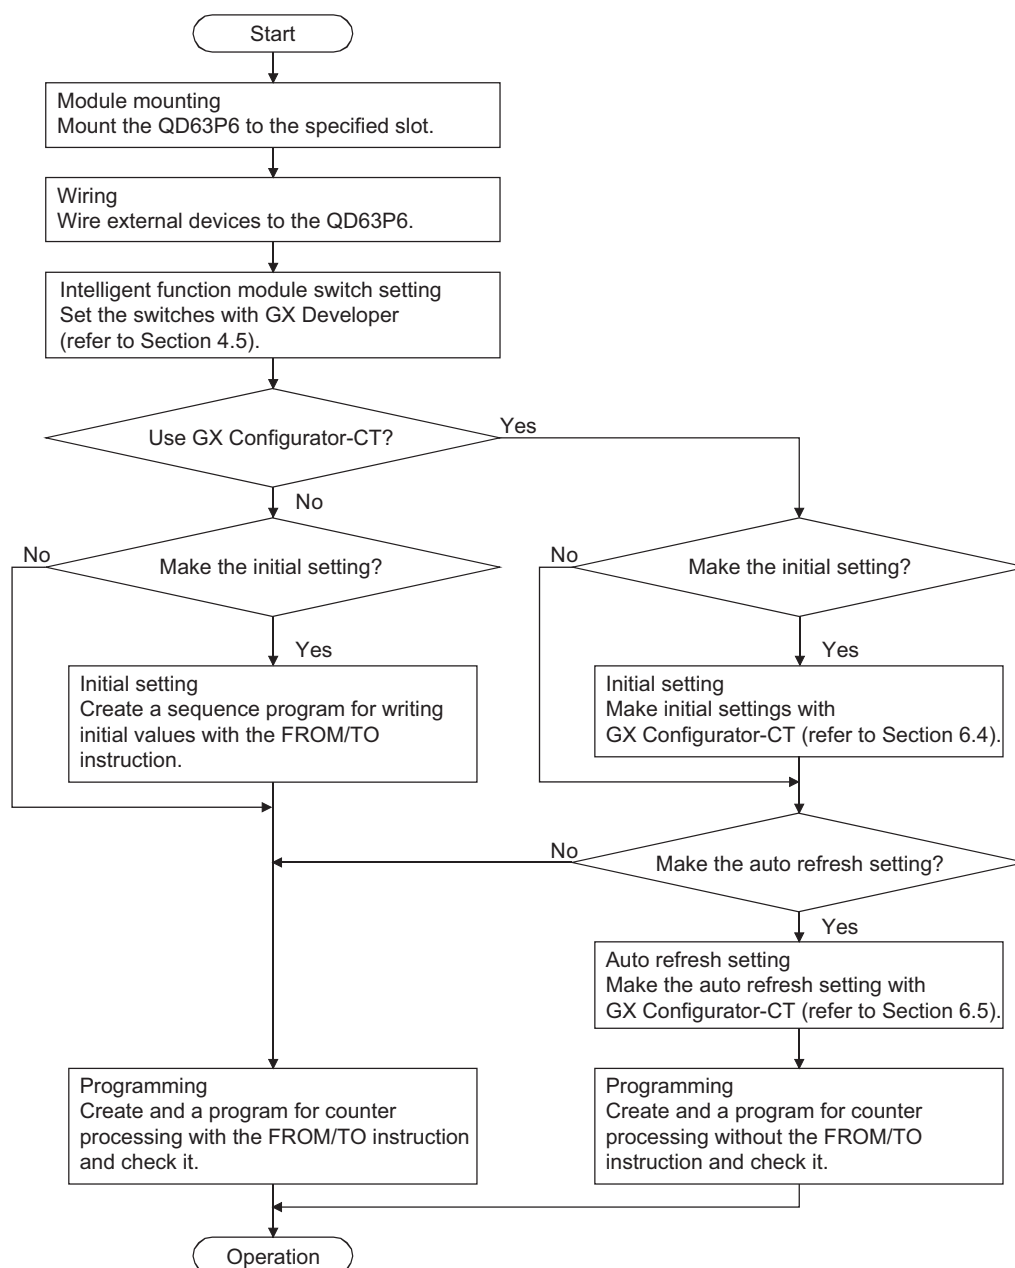 Start
Module mounting
Mount the QD63P6 to the specified slot.
Wiring
Wire external devices to the QD63P6.
Intelligent function module switch setting
Set the switches with GX Developer
(refer to Section 4.5).
Use GX Configurator-CT?
Yes
No
No
Make the initial setting?
No
Make the initial setting?
Yes
Yes
Initial setting
Create a sequence program for writing
initial values with the FROM/TO
instruction.
Initial setting
Make initial settings with
GX Configurator-CT (refer to Section 6.4).
No
Make the auto refresh setting?
Yes
Auto refresh setting
Make the auto refresh setting with
GX Configurator-CT (refer to Section 6.5).
Programming
Create and a program for counter
processing with the FROM/TO instruction
and check it.
Programming
Create and a program for counter
processing without the FROM/TO
instruction and check it.
Operation